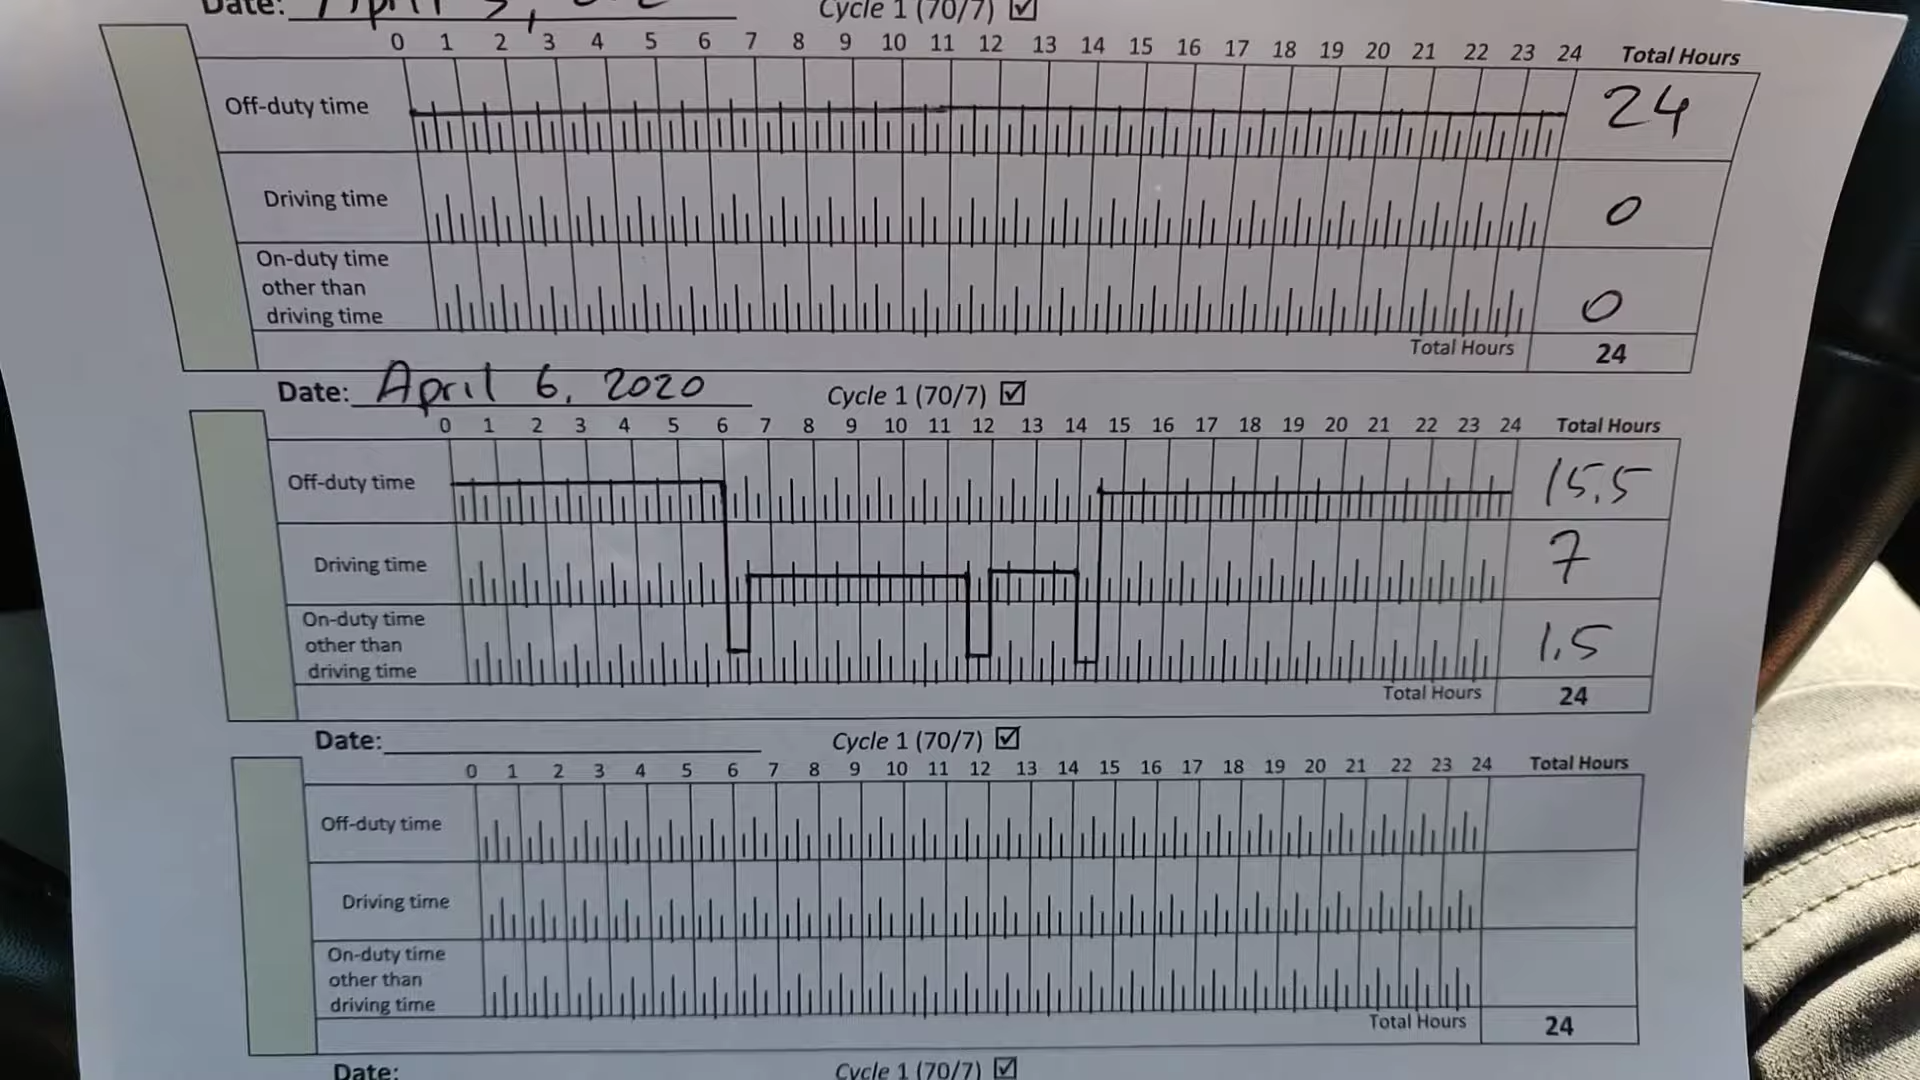 Date: April 5,
Cycle 1 (70/7) ☑
0 1 2 3 4 5 6 7 8 9 10 11 12 13 14 15 16 17 18 19 20 21 22 23 24 Total Hours
Off-duty time 24
Driving time 0
On-duty time
other than
driving time 0
Total Hours 24
Date: April 6, 2020 Cycle 1 (70/7) ☑
0 1 2 3 4 5 6 7 8 9 10 11 12 13 14 15 16 17 18 19 20 21 22 23 24 Total Hours
Off-duty time 15.5
Driving time 7
On-duty time
other than
driving time 1.5
Total Hours 24
Date: Cycle 1 (70/7) ☑
0 1 2 3 4 5 6 7 8 9 10 11 12 13 14 15 16 17 18 19 20 21 22 23 24 Total Hours
Off-duty time
Driving time
On-duty time
other than
driving time
Total Hours 24
Date: Cycle 1 (70/7) ☑